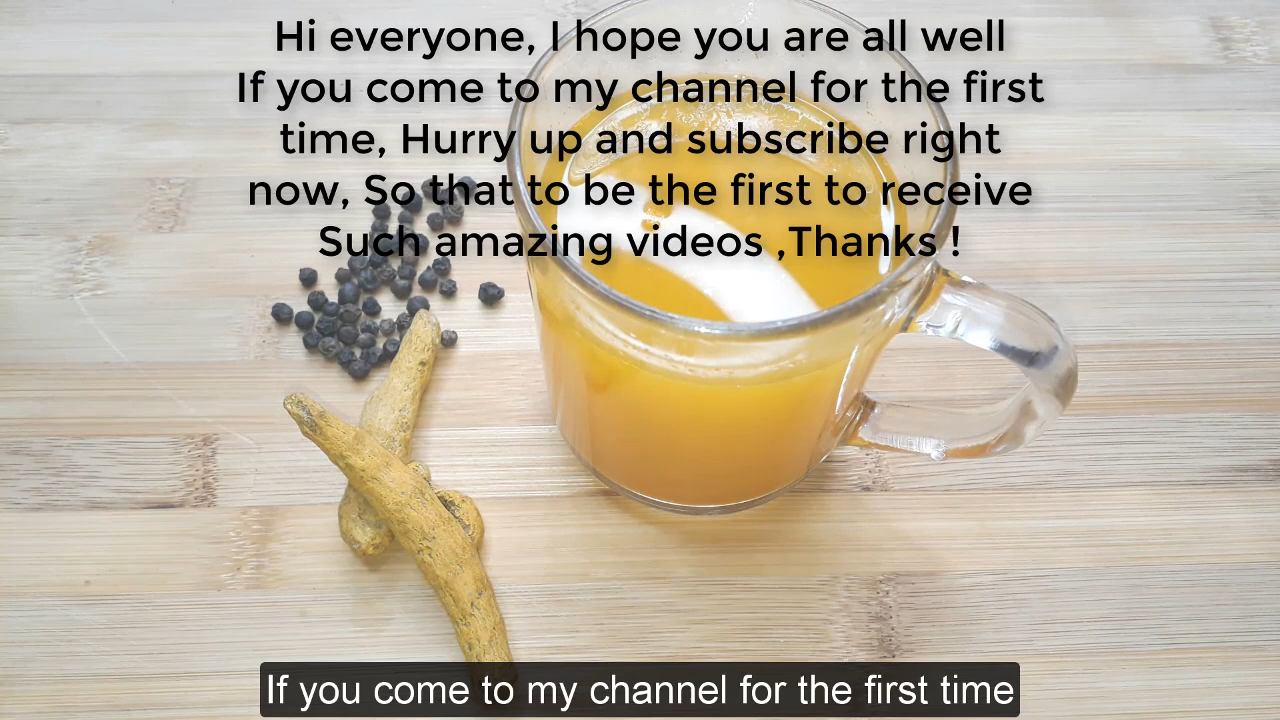 Hi everyone, I hope you are all well
If you come to my channel for the first
time, Hurry up and subscribe right
now, So that to be the first to receive
Such amazing videos ,Thanks !
If you come to my channel for the first time